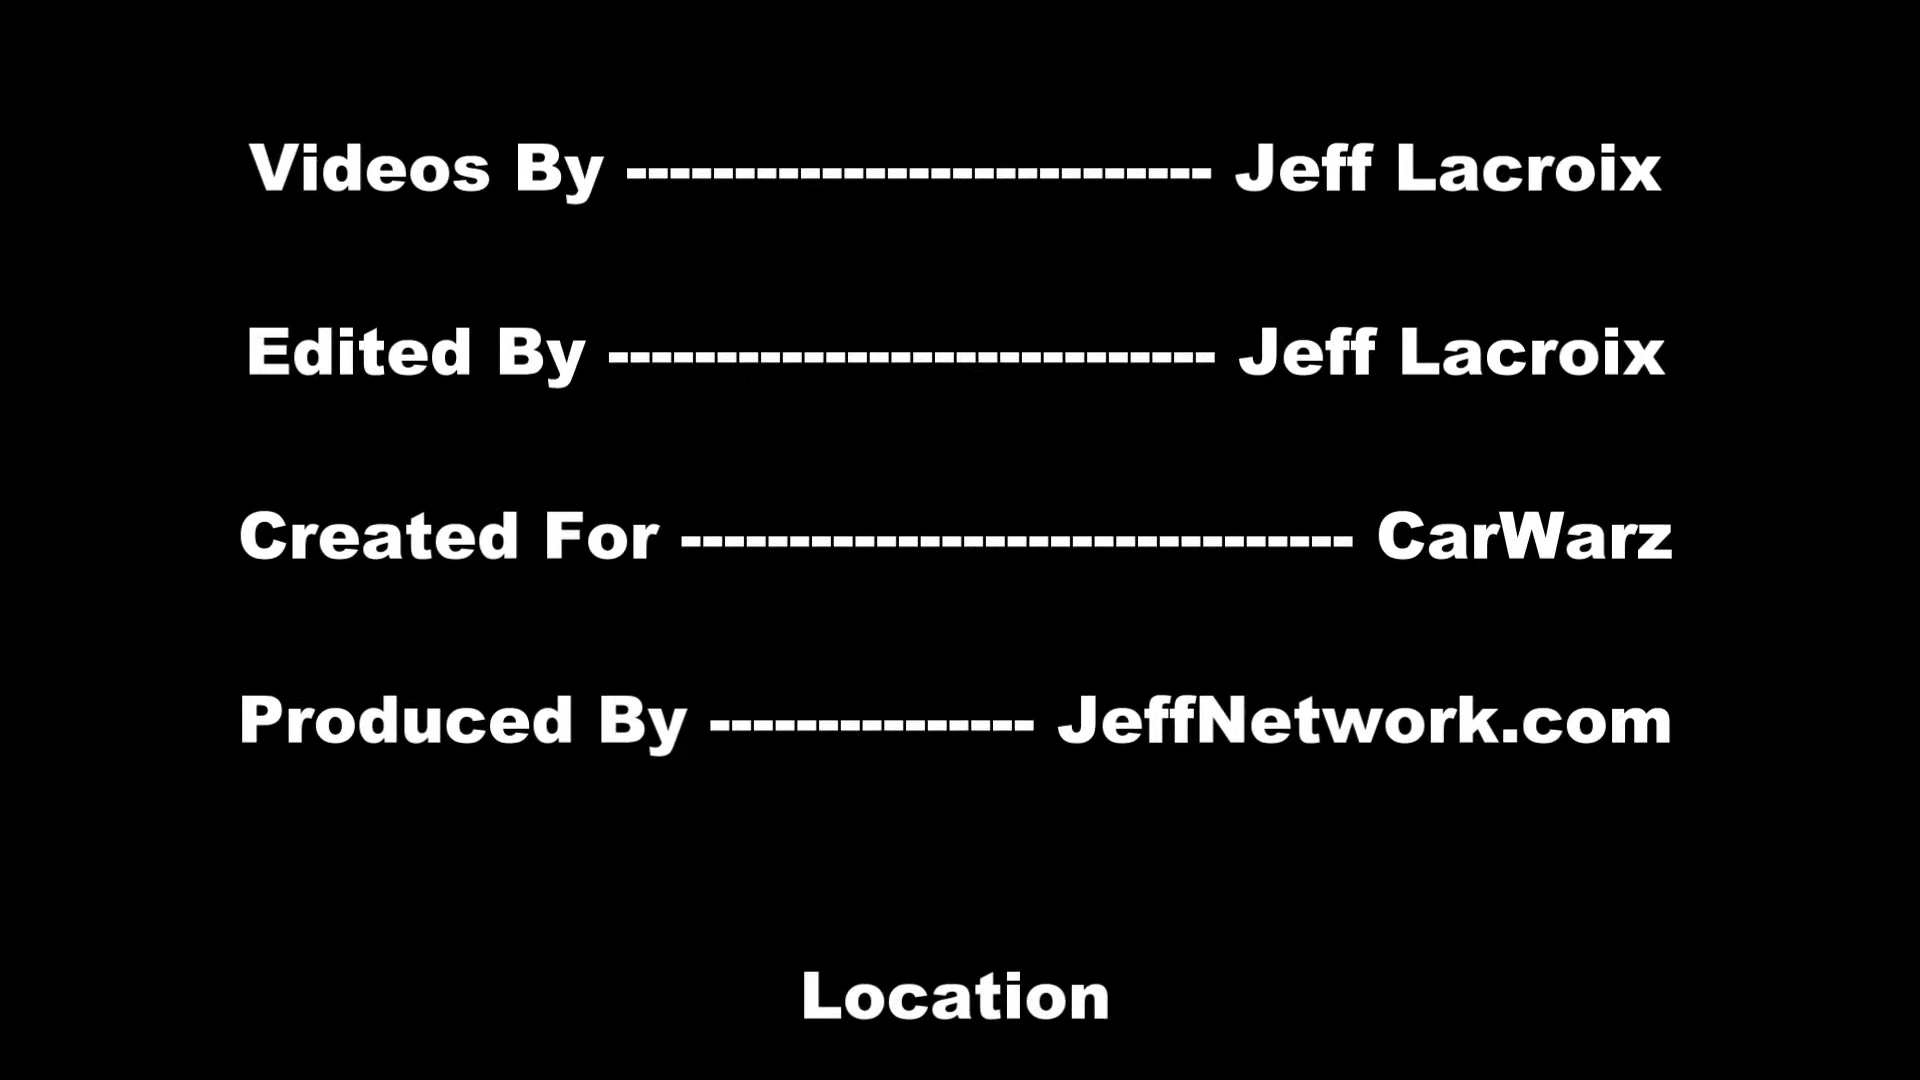 Videos By --------------------------- Jeff Lacroix
Edited By ---------------------------- Jeff Lacroix
Created For ------------------------------- CarWarz
Produced By --------------- JeffNetwork.com
Location